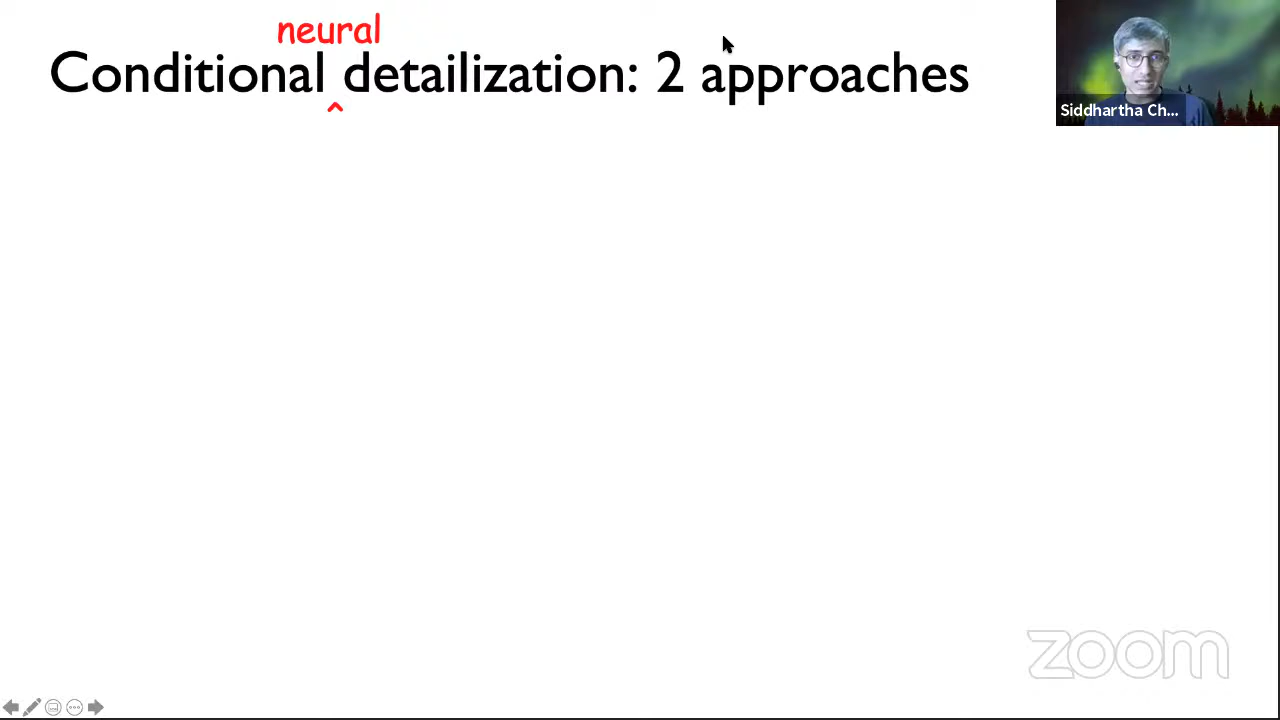 neural
Conditional detailization: 2 approaches
^
Siddhartha Ch...
zoom